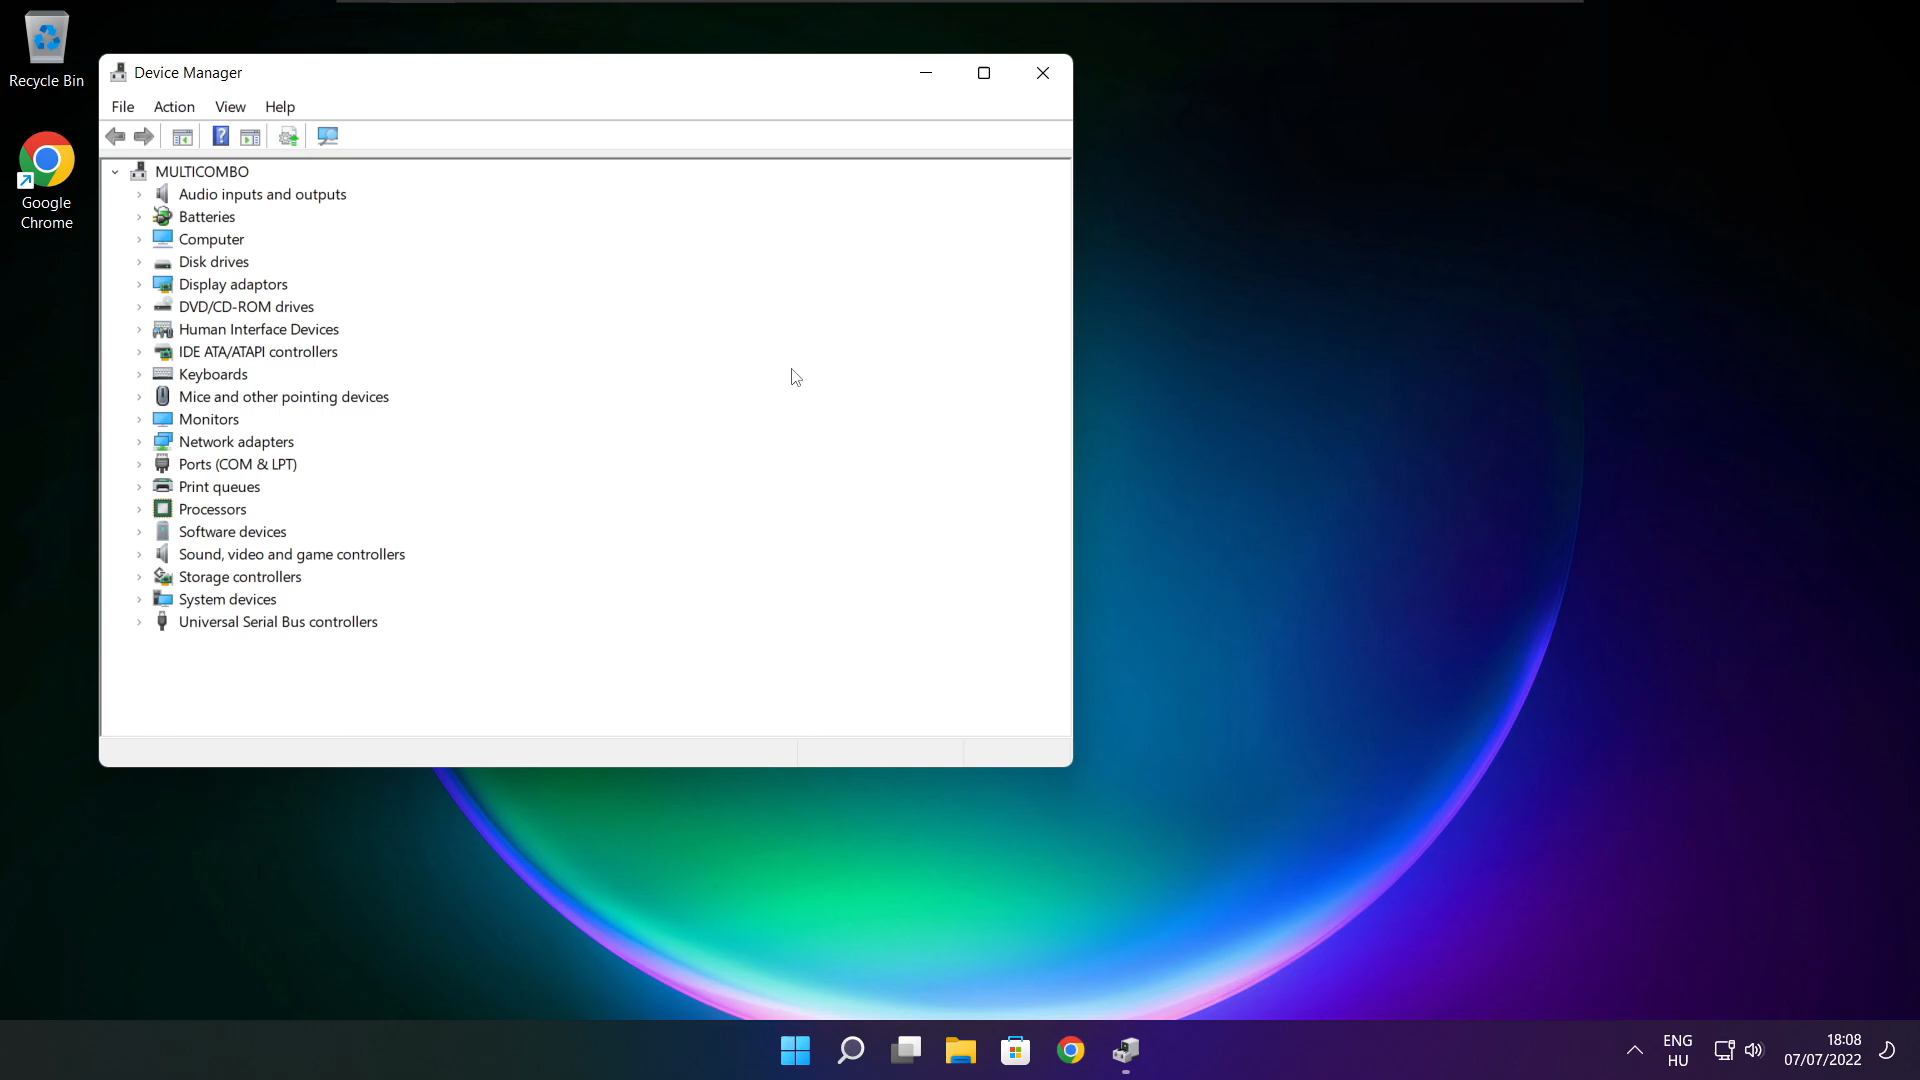 Recycle Bin
Google
Chrome
Device Manager
File Action View Help
MULTICOMBO
Audio inputs and outputs
Batteries
Computer
Disk drives
Display adaptors
DVD/CD-ROM drives
Human Interface Devices
IDE ATA/ATAPI controllers
Keyboards
Mice and other pointing devices
Monitors
Network adapters
Ports (COM & LPT)
Print queues
Processors
Software devices
Sound, video and game controllers
Storage controllers
System devices
Universal Serial Bus controllers
ENG
HU
18:08
07/07/2022